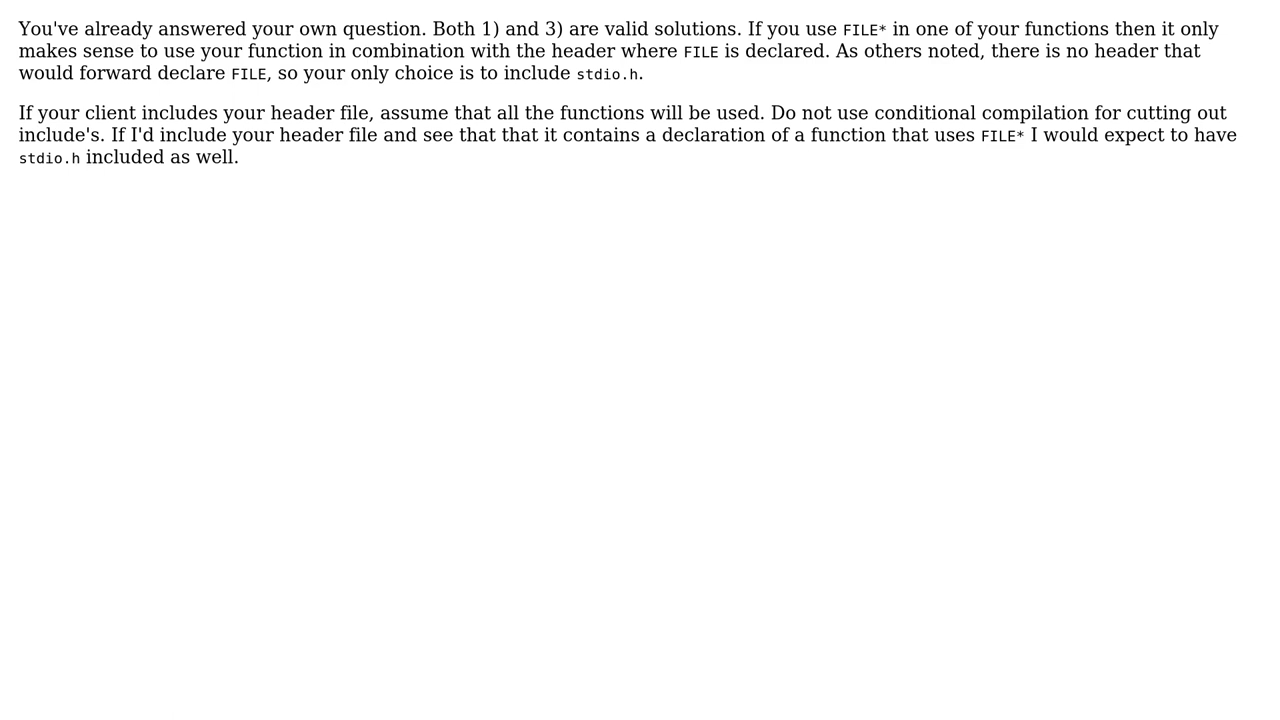 You've already answered your own question. Both 1) and 3) are valid solutions. If you use FILE* in one of your functions then it only
makes sense to use your function in combination with the header where FILE is declared. As others noted, there is no header that
would forward declare FILE, so your only choice is to include stdio.h.
If your client includes your header file, assume that all the functions will be used. Do not use conditional compilation for cutting out
include's. If I'd include your header file and see that that it contains a declaration of a function that uses FILE* I would expect to have
stdio.h included as well.